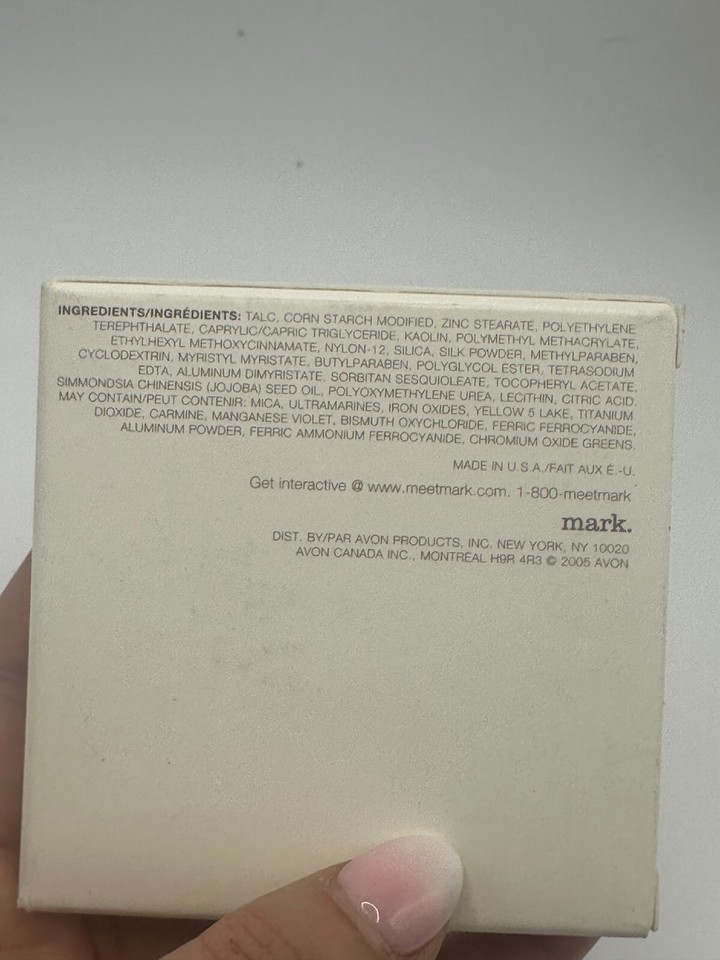 INGREDIENTS/INGRÉDIENTS: TALC, CORN STARCH MODIFIED, ZINC STEARATE, POLYETHYLENE
TEREPHTHALATE, CAPRYLIC/CAPRIC TRIGLYCERIDE, KAOLIN, POLYMETHYL METHACRYLATE,
ETHYLHEXYL METHOXYCINNAMATE, NYLON-12, SILICA, SILK POWDER, METHYLPARABEN,
CYCLODEXTRIN, MYRISTYL MYRISTATE, BUTYLPARABEN, POLYGLYCOL ESTER, TETRASODIUM
EDTA, ALUMINUM DIMYRISTATE, SORBITAN SESQUIOLEATE, TOCOPHERYL ACETATE,
SIMMONDSIA CHINENSIS (JOJOBA) SEED OIL, POLYOXYMETHYLENE UREA, LECITHIN, CITRIC ACID.
MAY CONTAIN/PEUT CONTENIR: MICA, ULTRAMARINES, IRON OXIDES, YELLOW 5 LAKE, TITANIUM
DIOXIDE, CARMINE, MANGANESE VIOLET, BISMUTH OXYCHLORIDE, FERRIC FERROCYANIDE,
ALUMINUM POWDER, FERRIC AMMONIUM FERROCYANIDE, CHROMIUM OXIDE GREENS.
MADE IN U.S.A./FAIT AUX É.-U.
Get interactive @ www.meetmark.com. 1-800-meetmark
mark.
DIST. BY/PAR AVON PRODUCTS, INC. NEW YORK, NY 10020
AVON CANADA INC., MONTRÉAL H9R 4R3 © 2005 AVON